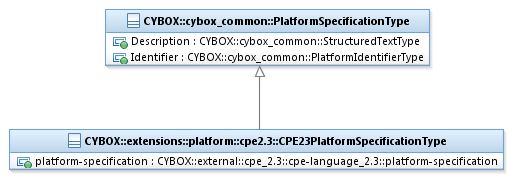 CYBOX::cybox_common::PlatformSpecificationType
Description : CYBOX::cybox_common::StructuredTextType
Identifier : CYBOX::cybox_common::PlatformIdentifierType
CYBOX::extensions::platform::cpe2.3::CPE23PlatformSpecificationType
platform-specification : CYBOX::external::cpe_2.3::cpe-language_2.3::platform-specification